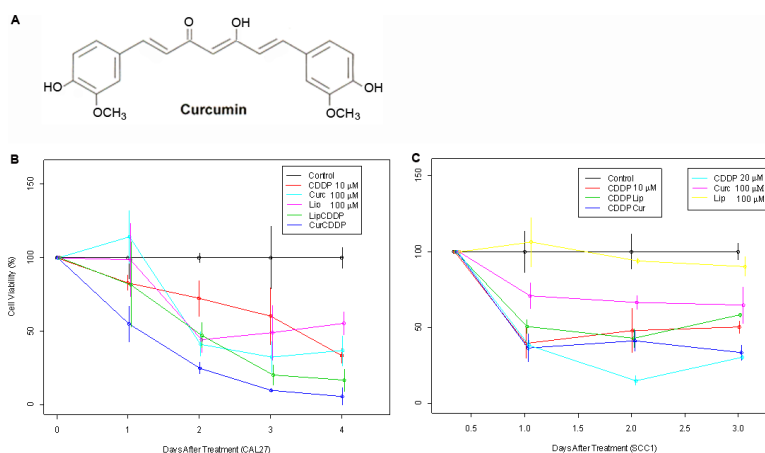 A
O
OH
HO
OCH3
Curcumin
OH
OCH3
B
Cell Viability (%)
150
100
50
0
Control
CDDP 10 µM
Curc 100 µM
Lip 100 µM
LipCDDP
CurCDDP
0 1 2 3 4
Days After Treatment (CAL27)
C
150
100
50
0
Control
CDDP 10 µM
CDDP Lip
CDDP Cur
CDDP 20 µM
Curc 100 µM
Lip 100 µM
0.5 1.0 1.5 2.0 2.5 3.0
Days After Treatment (SCC1)